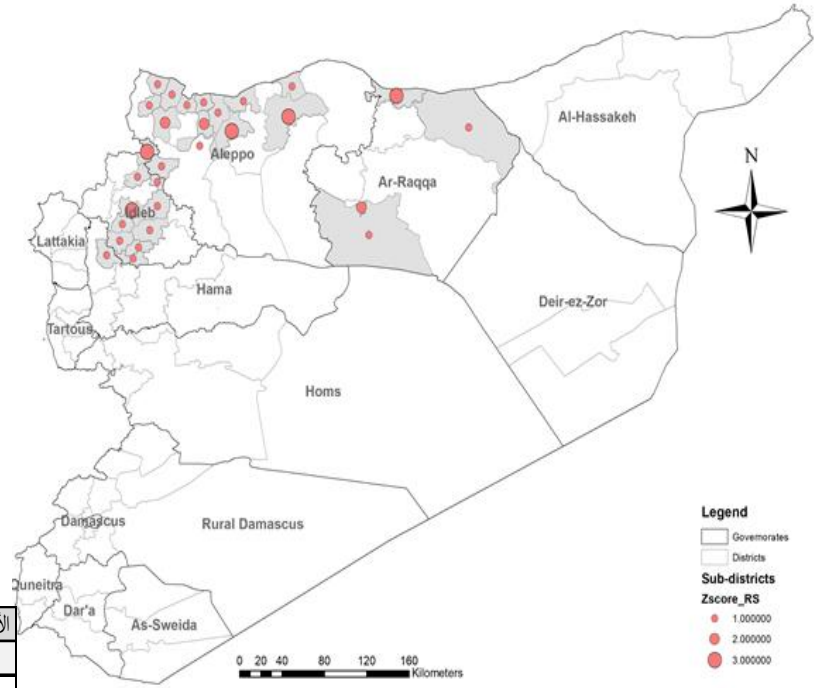 N
Al-Hassakeh
Aleppo
Ar-Raqqa
Idleb
Lattakia
Hama
Deir-ez-Zor
Tartous
Homs
Legend
Governorates
Districts
Sub-districts
Zscore_RS
1.000000
2.000000
3.000000
Damascus
Rural Damascus
Quneitra
Dar'a
As-Sweida
0 20 40 80 120 160
Kilometers